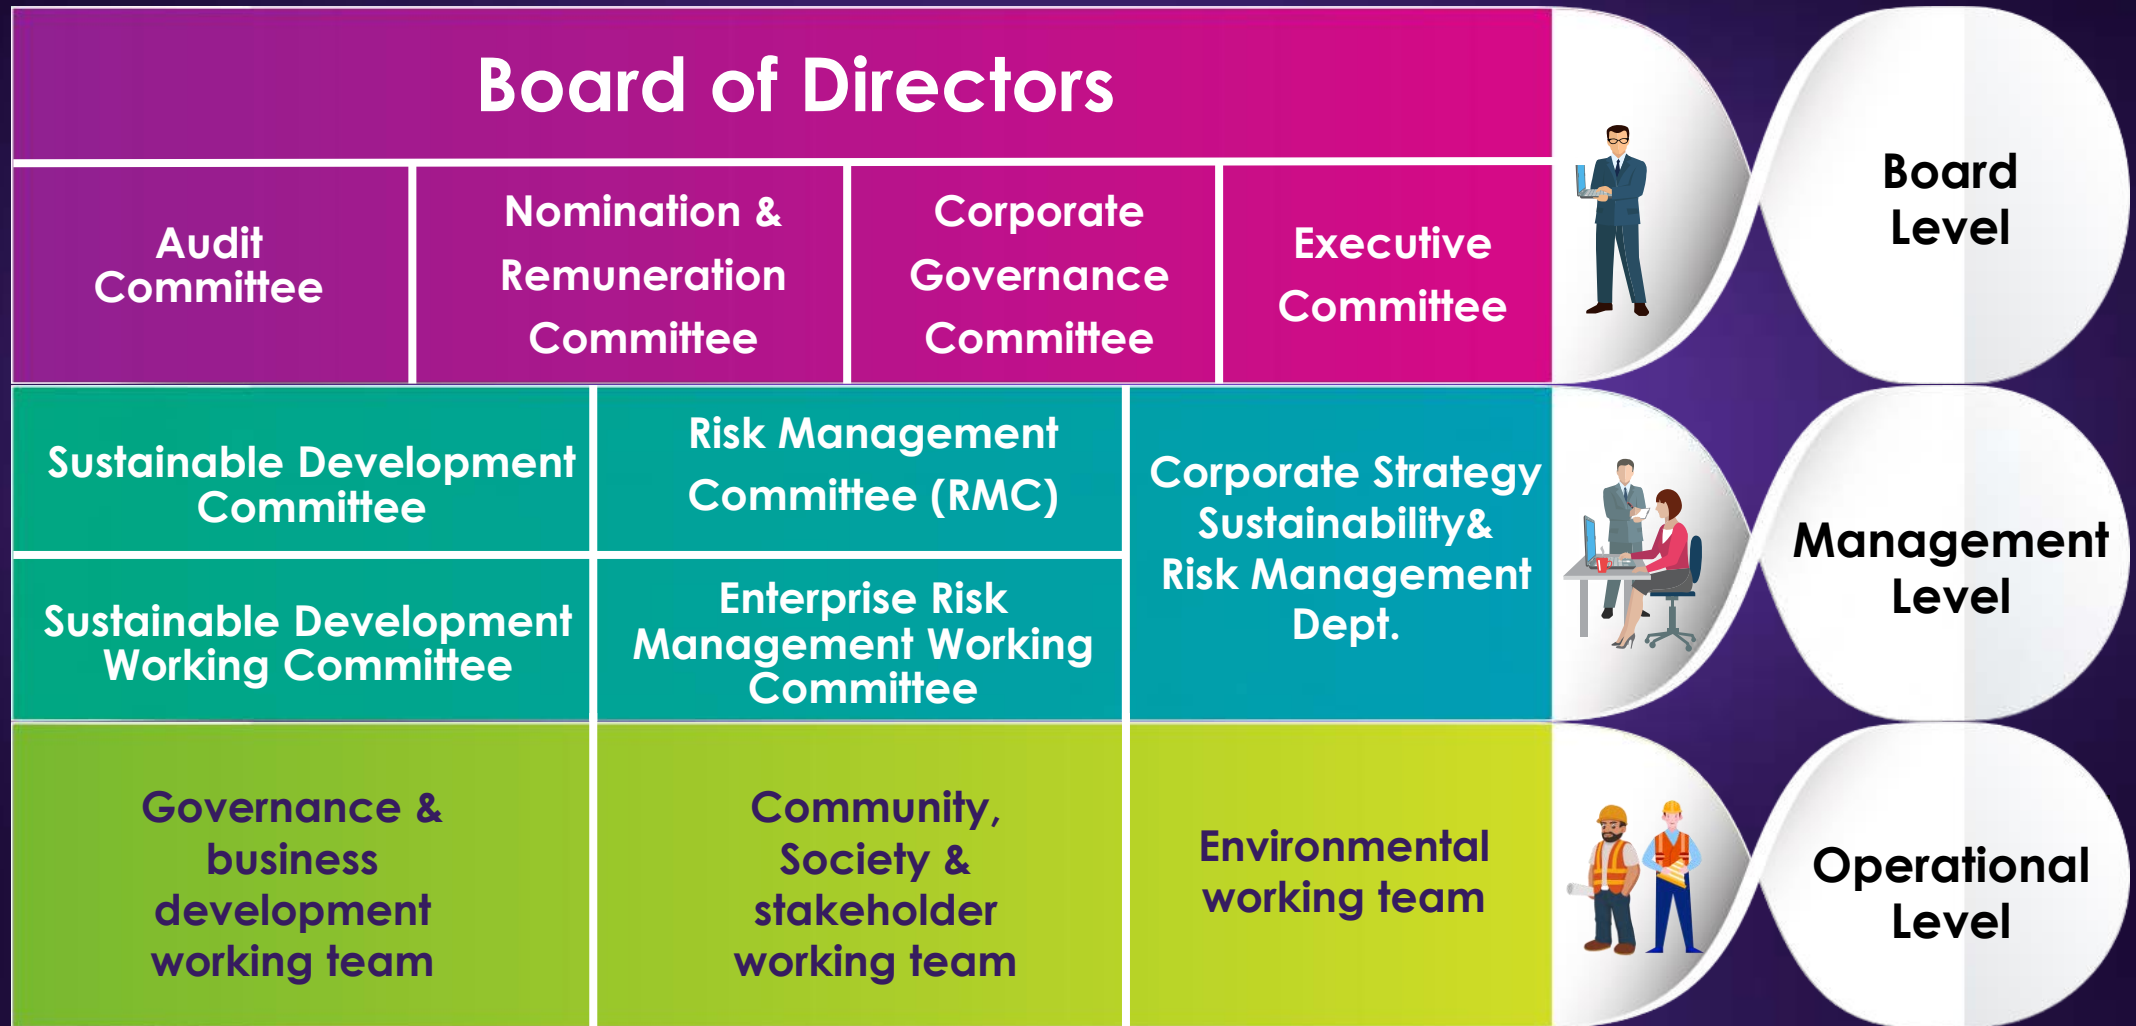 Board of Directors
Audit
Committee
Nomination &
Remuneration
Committee
Corporate
Governance
Committee
Executive
Committee
Board
Level
Sustainable Development
Committee
Risk Management
Committee (RMC)
Corporate Strategy
Sustainability&
Risk Management
Dept.
Sustainable Development
Working Committee
Enterprise Risk
Management Working
Committee
Management
Level
Governance &
business
development
working team
Community,
Society &
stakeholder
working team
Environmental
working team
Operational
Level